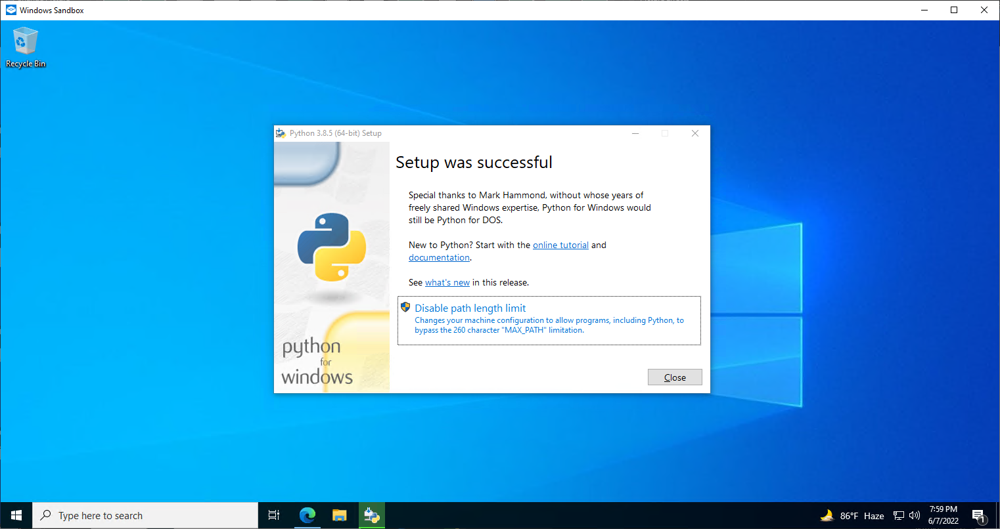 Windows Sandbox
Recycle Bin
Python 3.8.5 (64-bit) Setup
Setup was successful
Special thanks to Mark Hammond, without whose years of
freely shared Windows expertise, Python for Windows would
still be Python for DOS.
New to Python? Start with the online tutorial and
documentation.
See what's new in this release.
Disable path length limit
Changes your machine configuration to allow programs, including Python, to
bypass the 260 character "MAX_PATH" limitation.
python
for
windows
Close
Type here to search
86°F Haze
7:59 PM
6/7/2022
1